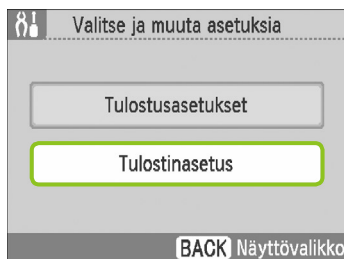 Valitse ja muuta asetuksia
Tulostusasetukset
Tulostinasetus
BACK Näyttövalikko